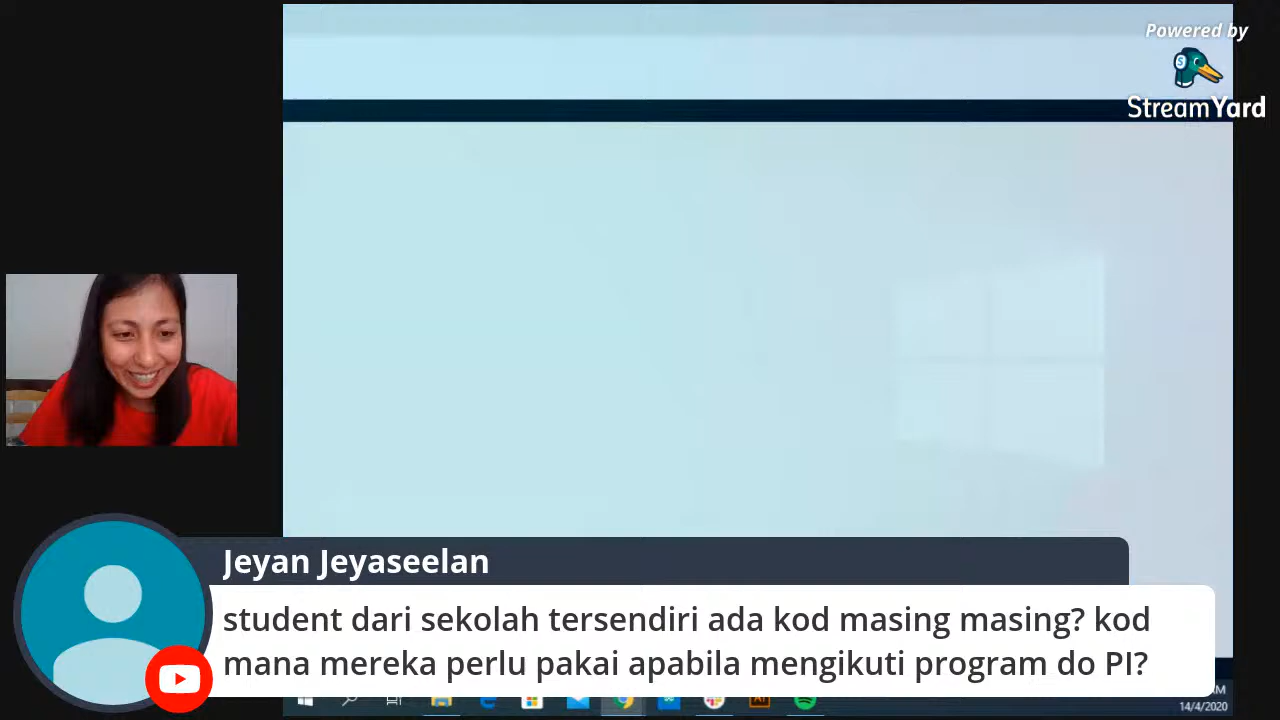 Powered by
StreamYard
Jeyan Jeyaseelan
student dari sekolah tersendiri ada kod masing masing? kod
mana mereka perlu pakai apabila mengikuti program do PI?
14/4/2020